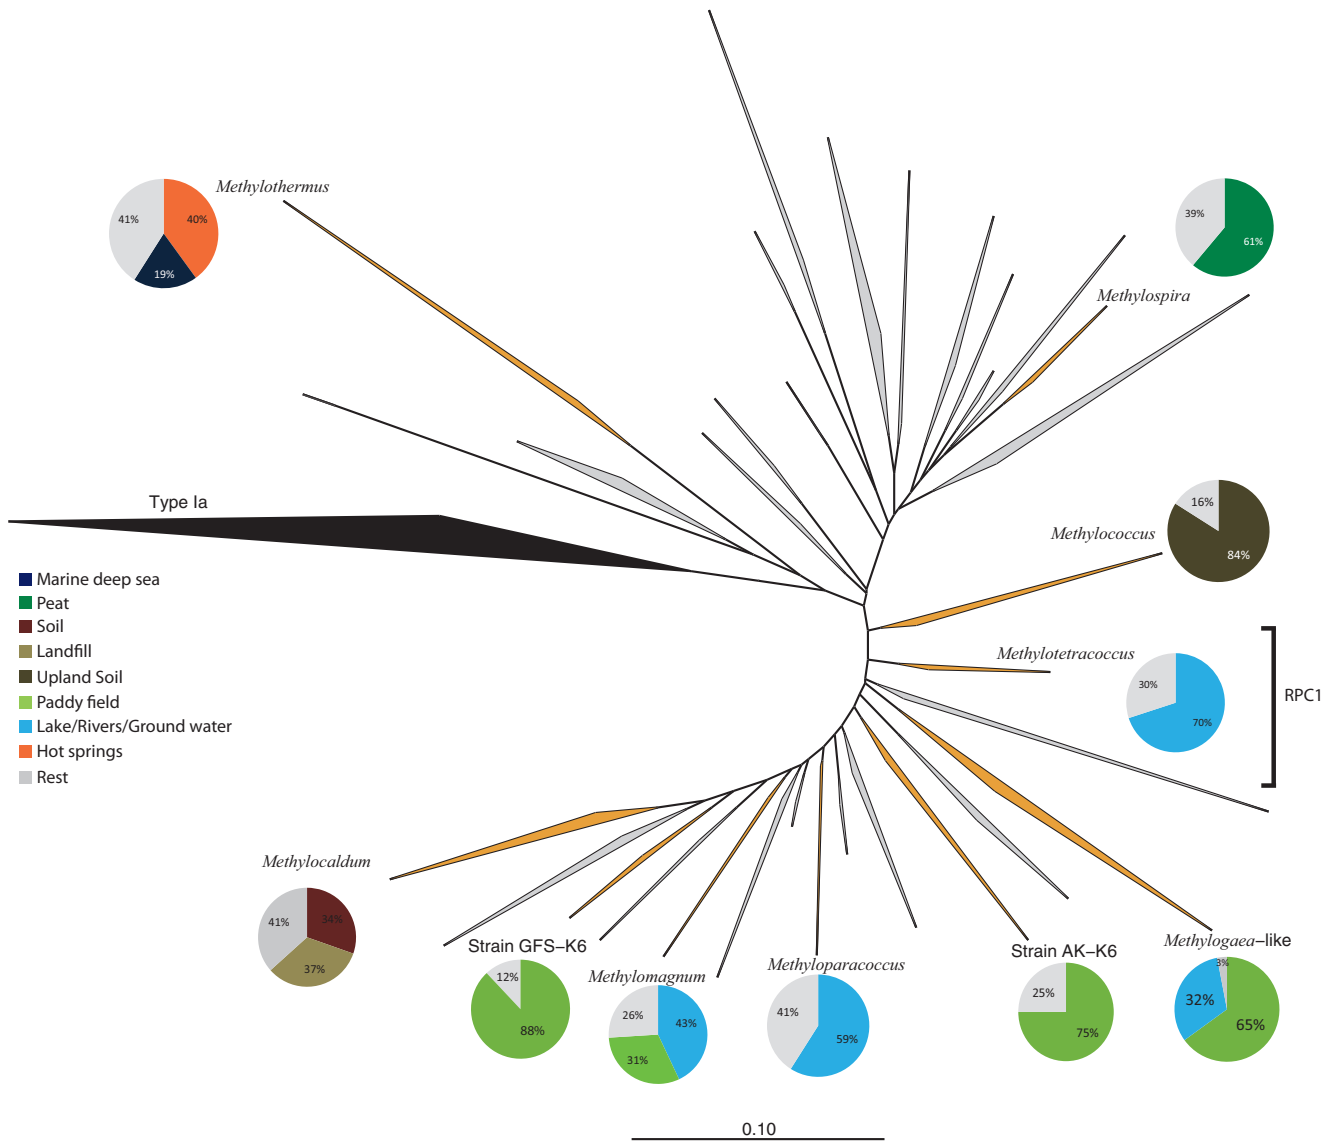 Methylothermus
41%
40%
19%
39%
61%
Methylospira
Type Ia
16%
84%
Methylococcus
Marine deep sea
Peat
Soil
Landfill
Upland Soil
Paddy field
Lake/Rivers/Ground water
Hot springs
Rest
Methylotetracoccus
30%
70%
RPC1
Methylocaldum
41%
34%
37%
Strain GFS–K6
12%
88%
Methylomagnum
26%
43%
31%
Methyloparacoccus
41%
59%
Strain AK–K6
25%
75%
Methylogaea–like
3%
32%
65%
0.10